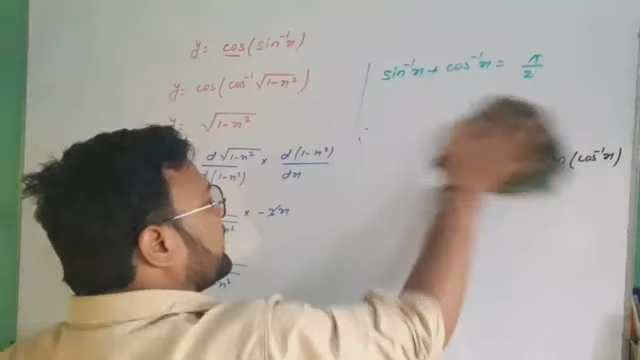 y = cos(sin⁻¹x)
y = cos(cos⁻¹√1-x²)
y = √1-x²
d√1-x² / d(1-x²) × d(1-x²) / dx
× -2x
x²
sin⁻¹x + cos⁻¹x = π/2
(cos⁻¹x)